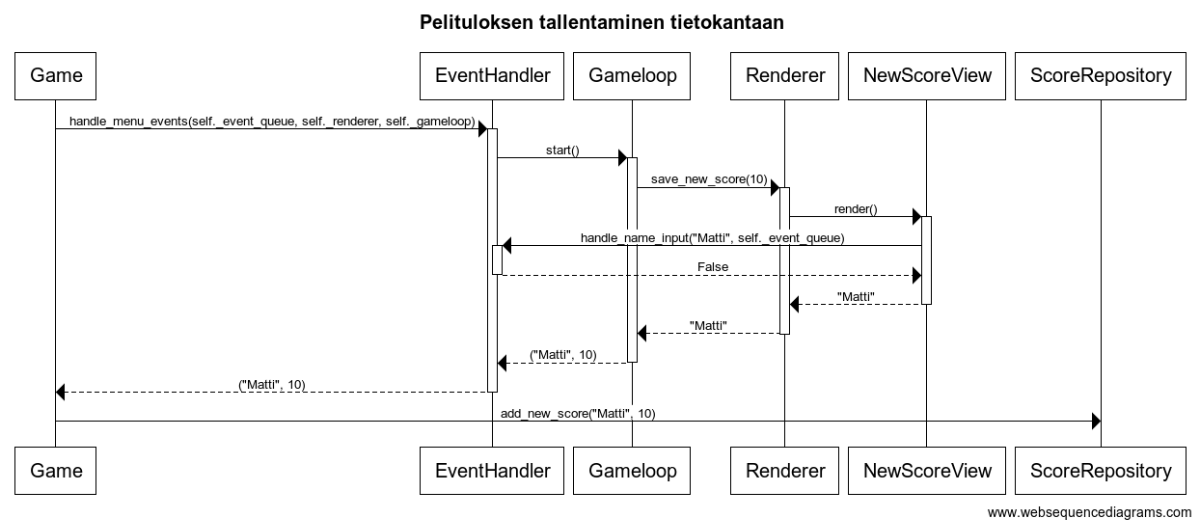 Pelituloksen tallentaminen tietokantaan
Game EventHandler Gameloop Renderer NewScoreView ScoreRepository
handle_menu_events(self._event_queue, self._renderer, self._gameloop)
start()
save_new_score(10)
render()
handle_name_input("Matti", self._event_queue)
False
"Matti"
"Matti"
("Matti", 10)
("Matti", 10)
add_new_score("Matti", 10)
Game EventHandler Gameloop Renderer NewScoreView ScoreRepository
www.websequencediagrams.com